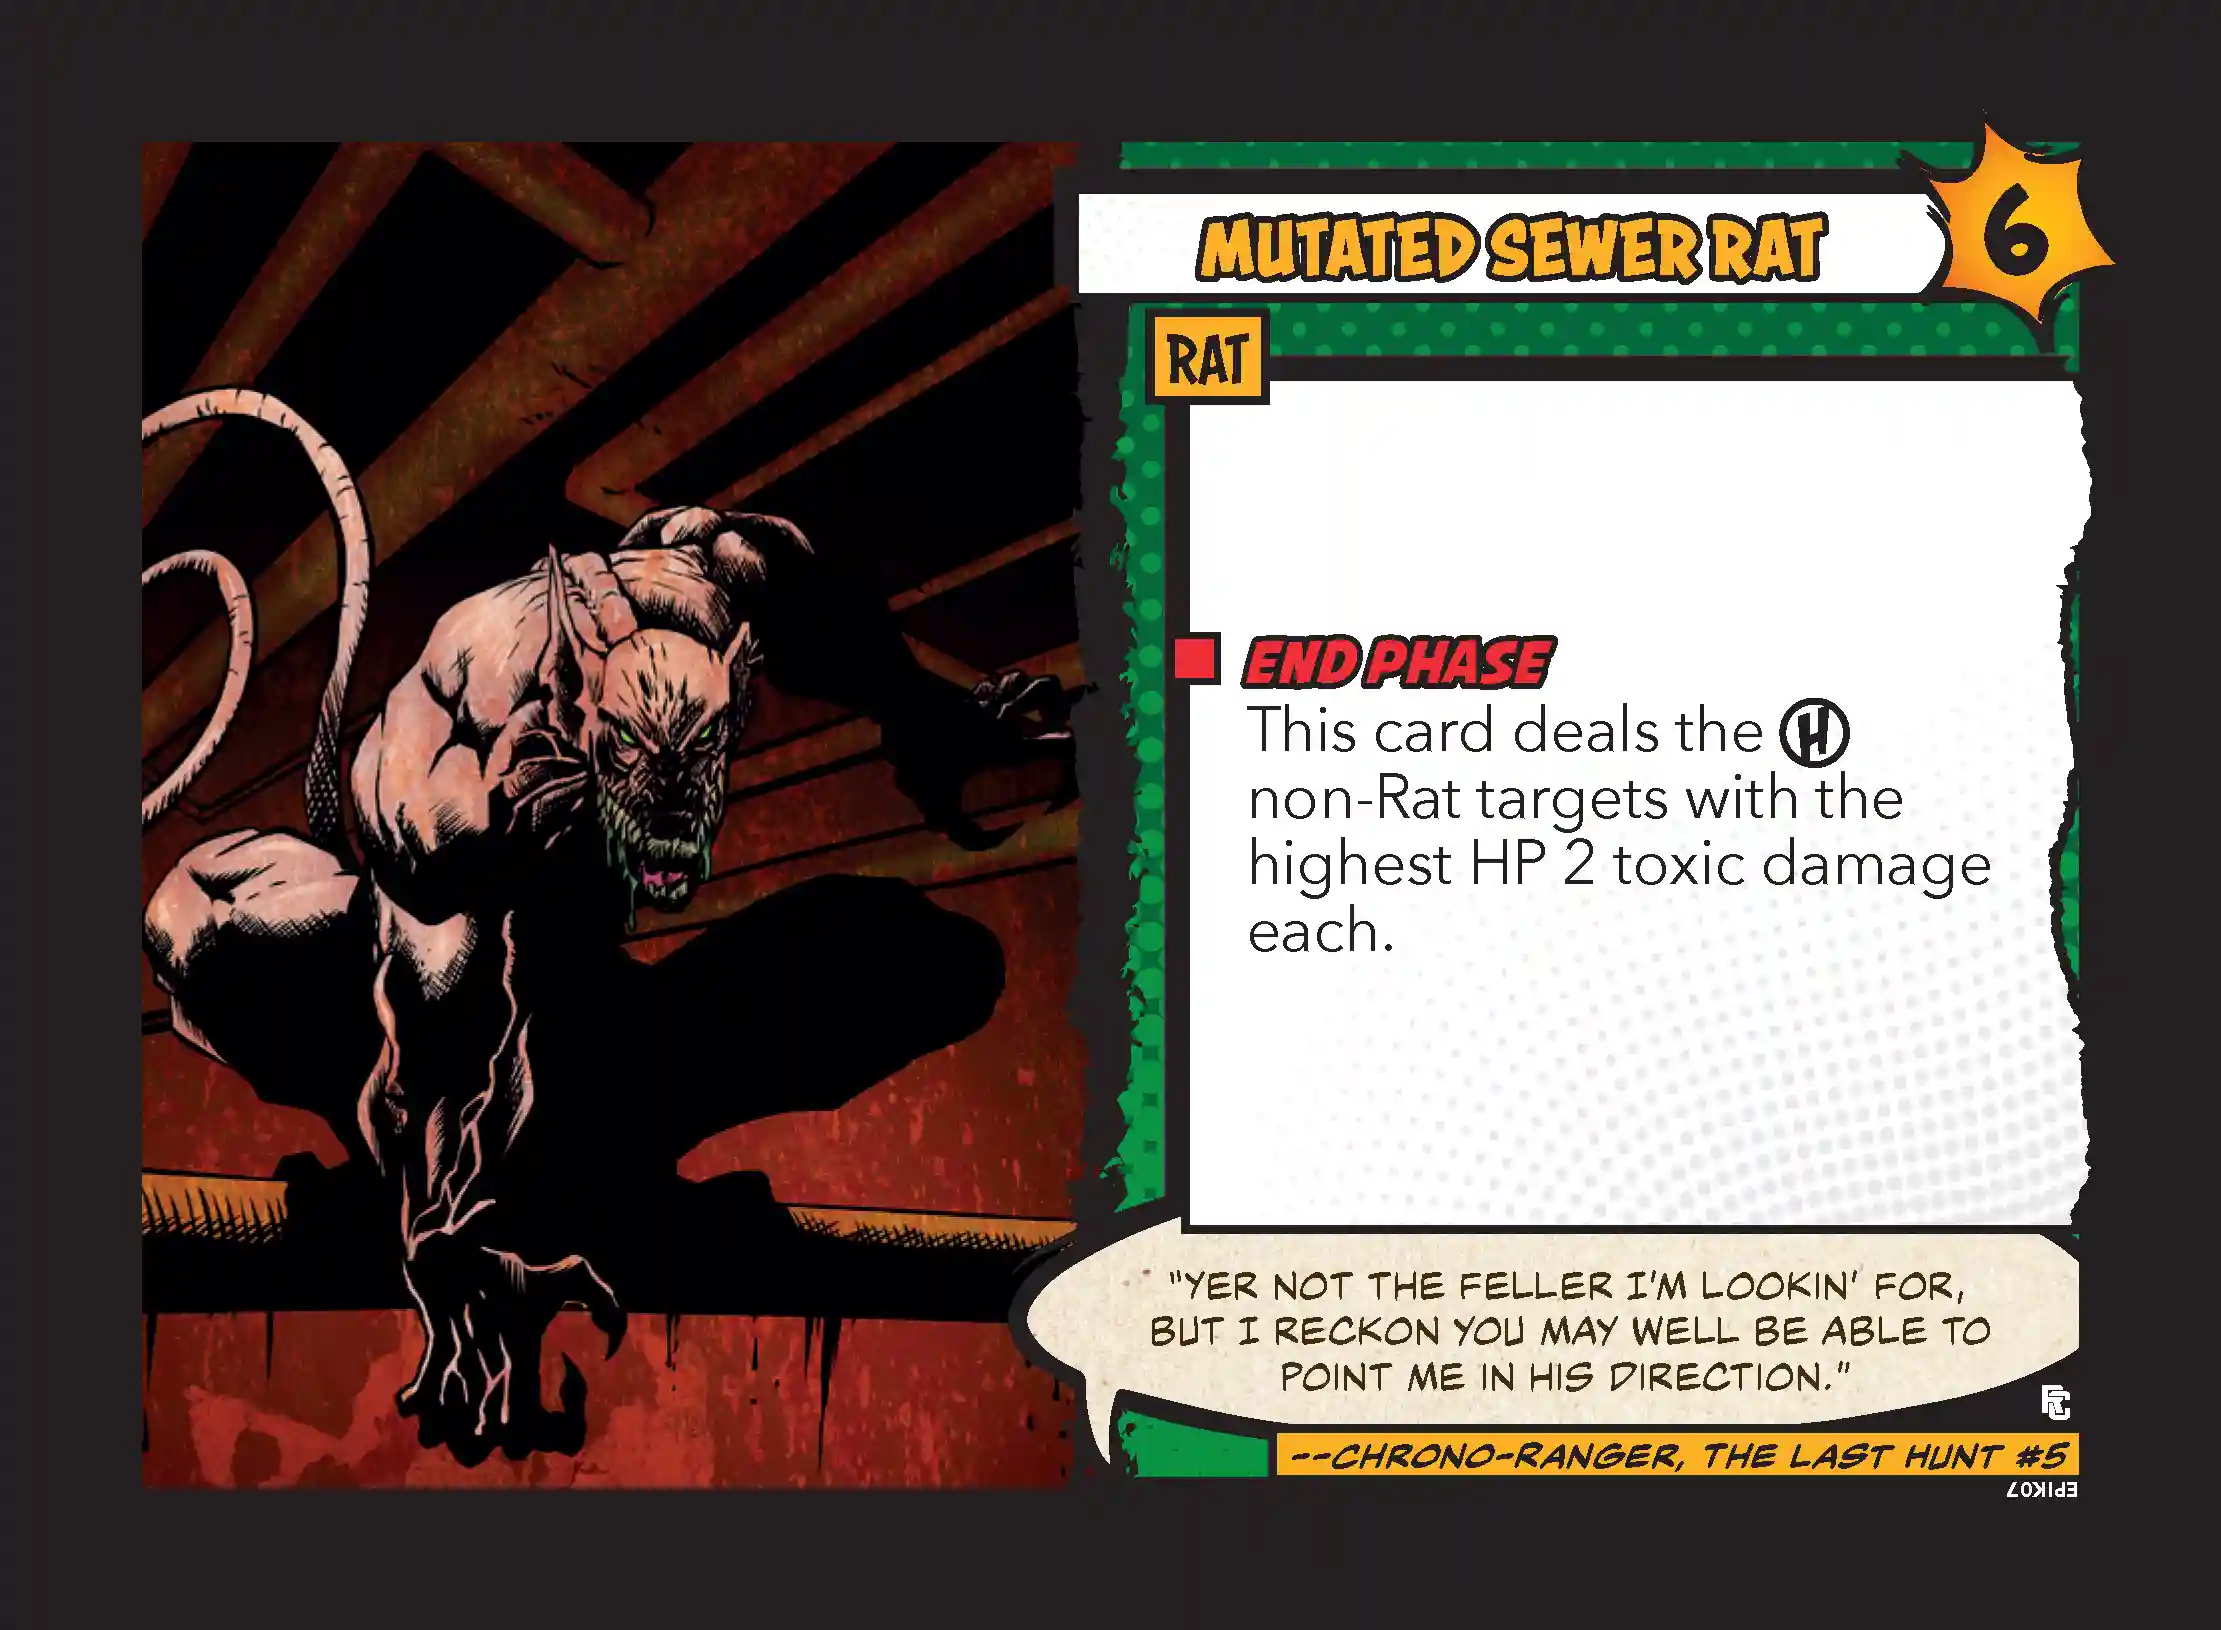 MUTATED SEWER RAT
6
RAT
END PHASE
This card deals the H
non-Rat targets with the
highest HP 2 toxic damage
each.
"YER NOT THE FELLER I'M LOOKIN' FOR,
BUT I RECKON YOU MAY WELL BE ABLE TO
POINT ME IN HIS DIRECTION."
--CHRONO-RANGER, THE LAST HUNT #5
EPIK07